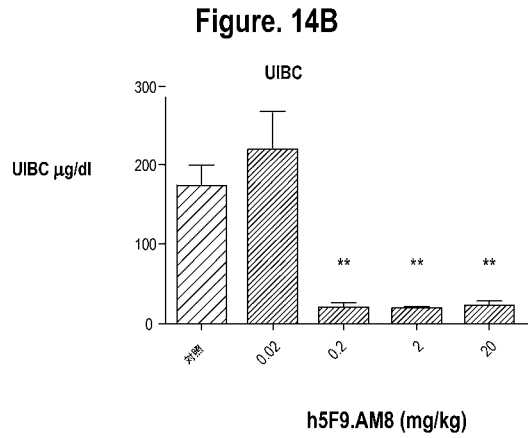 Figure. 14B
UIBC
300
UIBC µg/dl
200
100
** ** **
0
対照 0.02 0.2 2 20
h5F9.AM8 (mg/kg)